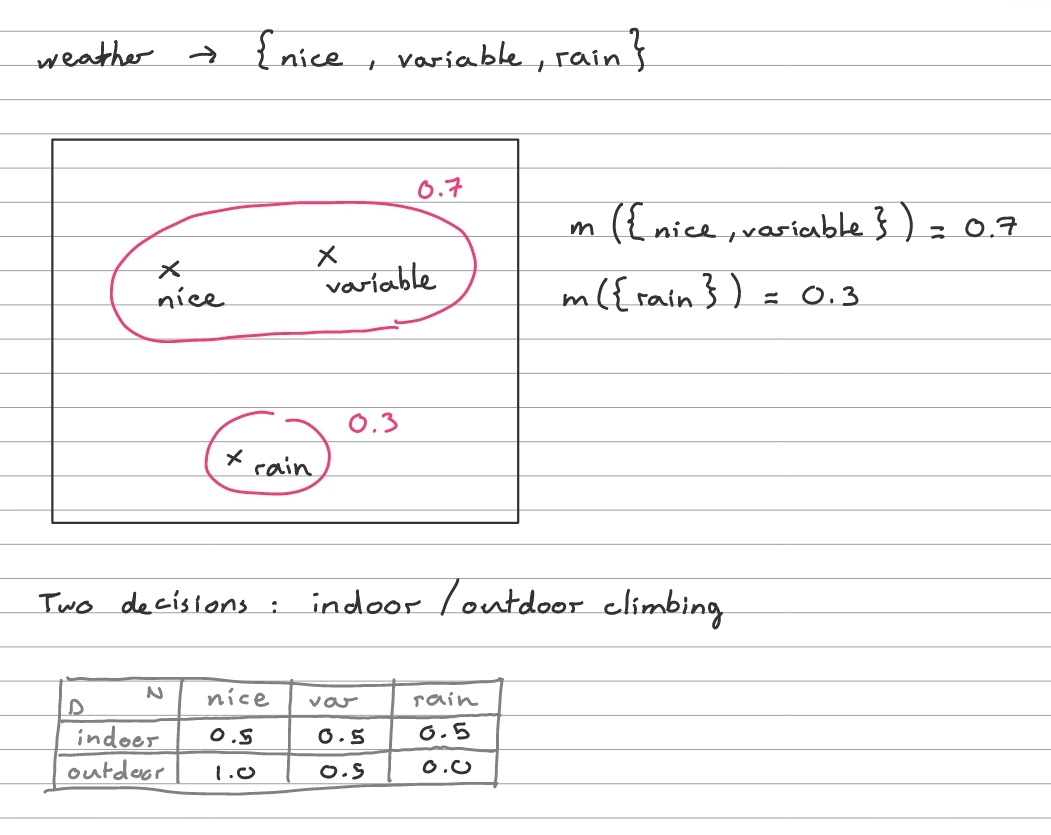 weather → {nice, variable, rain}
0.7
x x
nice variable
m({nice, variable}) = 0.7
m({rain}) = 0.3
0.3
x rain
Two decisions : indoor / outdoor climbing
D N nice var rain
indoor 0.5 0.5 0.5
outdoor 1.0 0.5 0.0